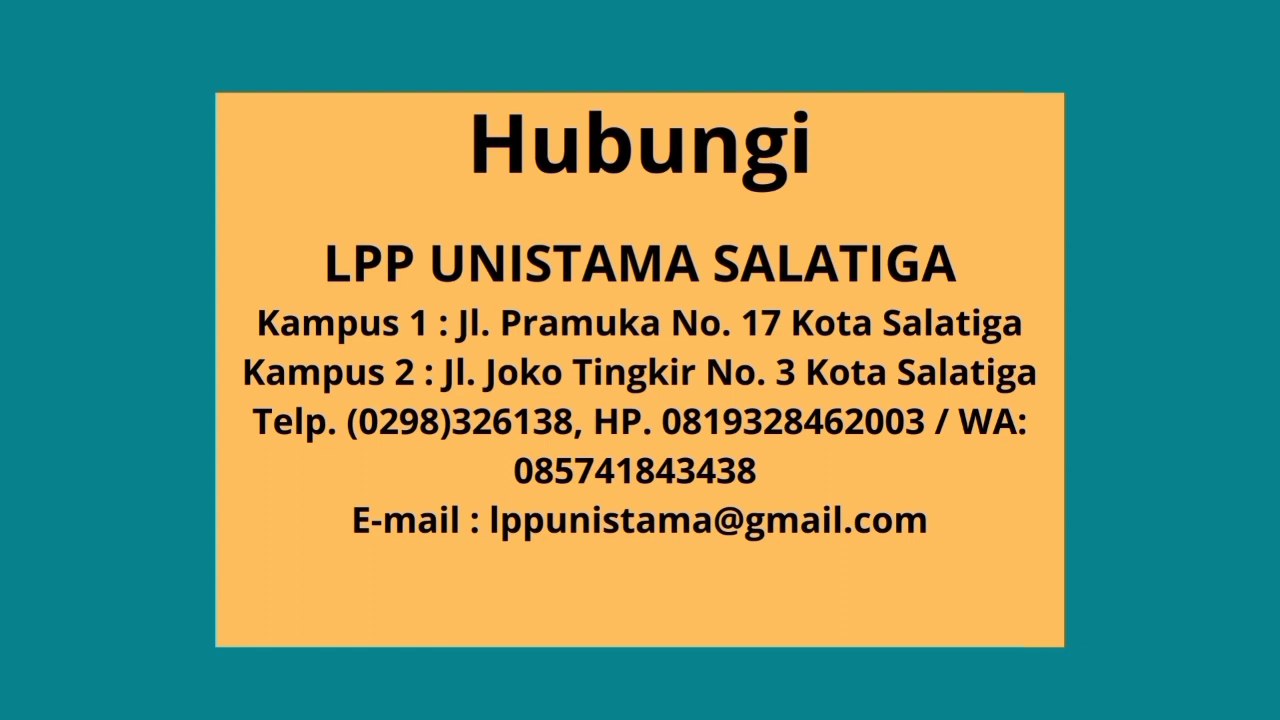 Hubungi
LPP UNISTAMA SALATIGA
Kampus 1 : Jl. Pramuka No. 17 Kota Salatiga
Kampus 2 : Jl. Joko Tingkir No. 3 Kota Salatiga
Telp. (0298)326138, HP. 0819328462003 / WA:
085741843438
E-mail : lppunistama@gmail.com